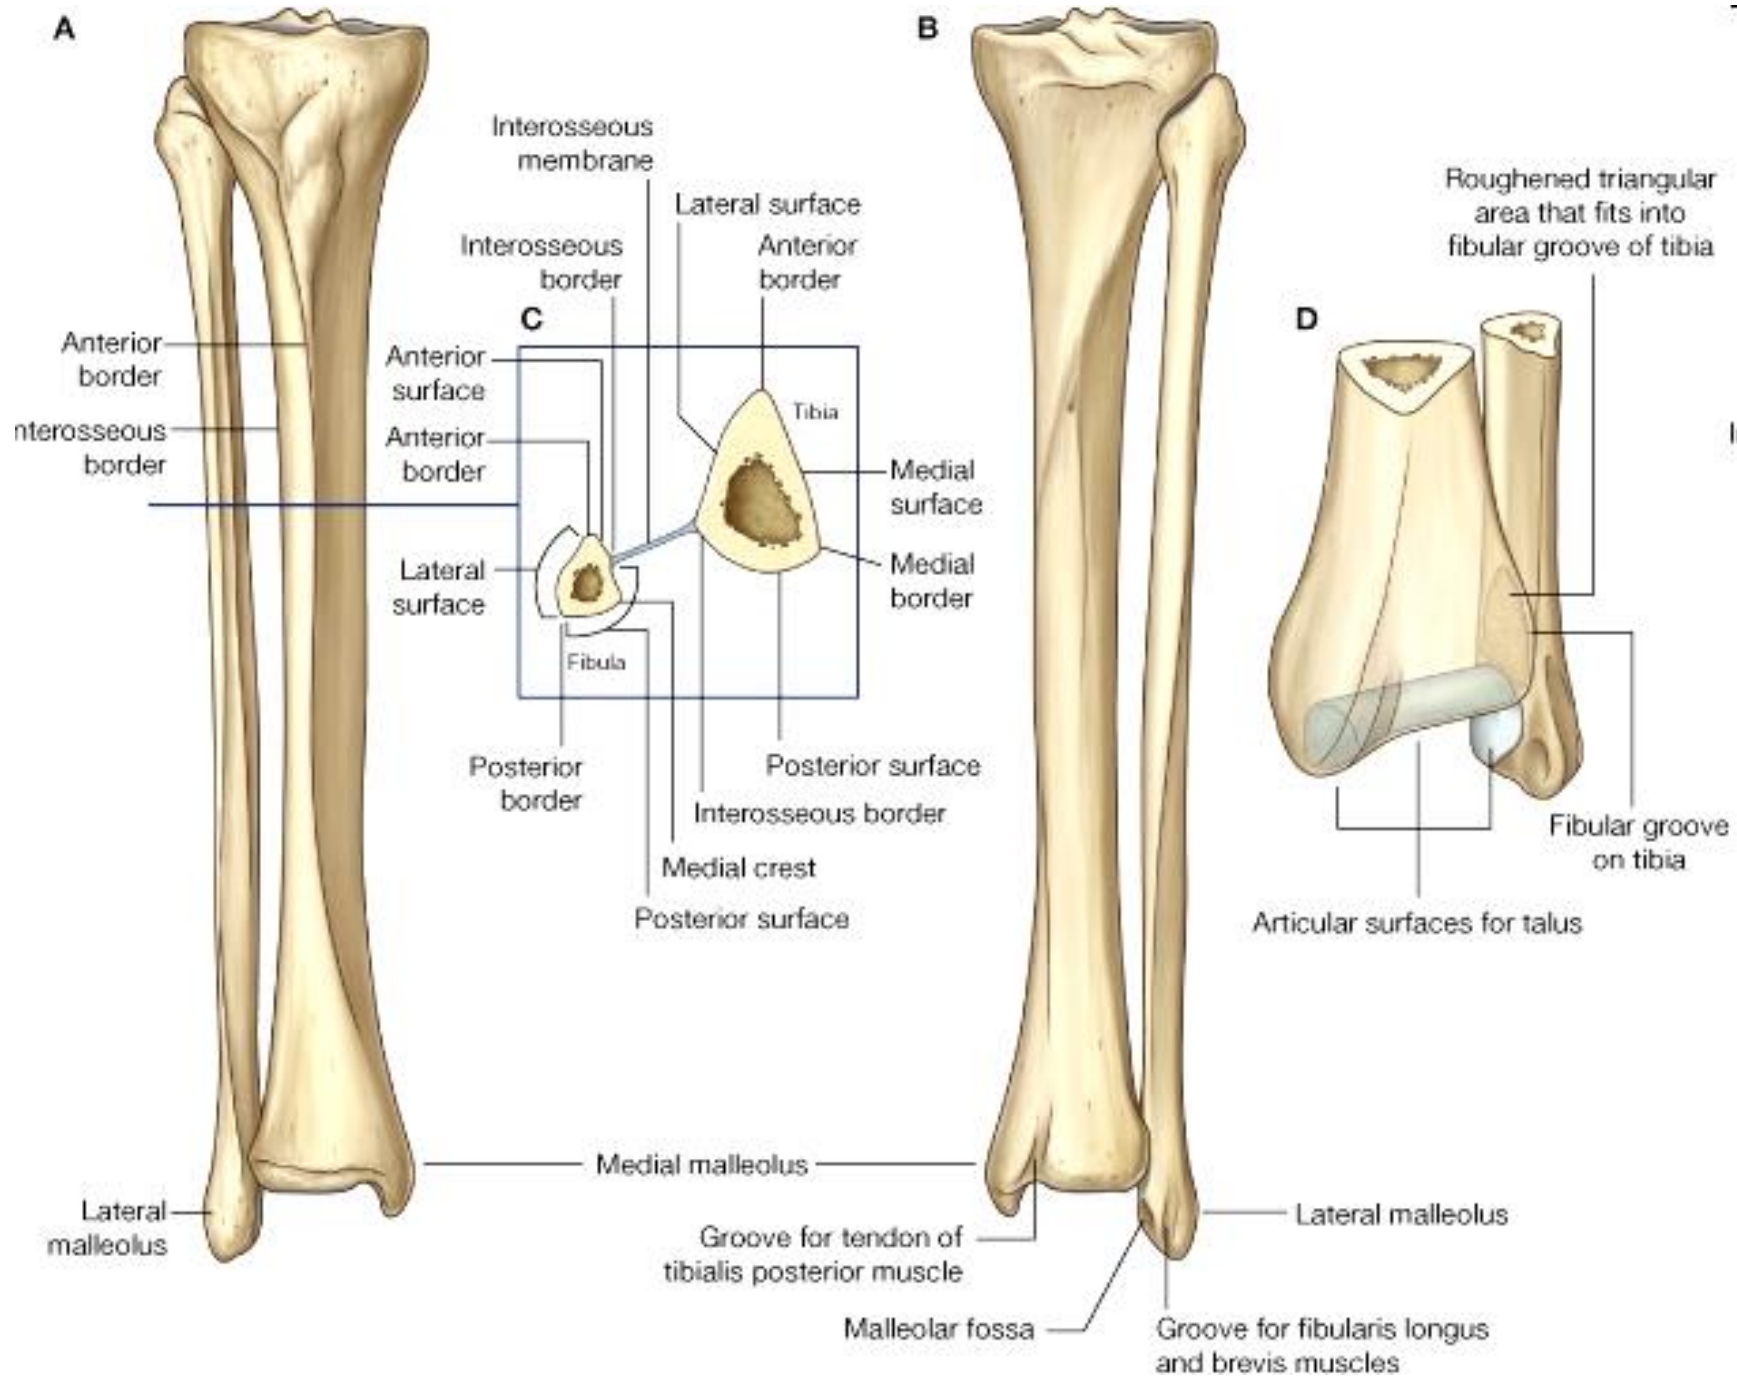 A
B
Interosseous
membrane
Lateral surface
Interosseous
border
Anterior
border
C
Anterior
border
nterosseous
border
Anterior
surface
Anterior
border
Tibia
Medial
surface
Medial
border
Lateral
surface
Fibula
Posterior
border
Posterior surface
Interosseous border
Medial crest
Posterior surface
Roughened triangular
area that fits into
fibular groove of tibia
D
Fibular groove
on tibia
Articular surfaces for talus
Medial malleolus
Lateral
malleolus
Lateral malleolus
Groove for tendon of
tibialis posterior muscle
Malleolar fossa
Groove for fibularis longus
and brevis muscles